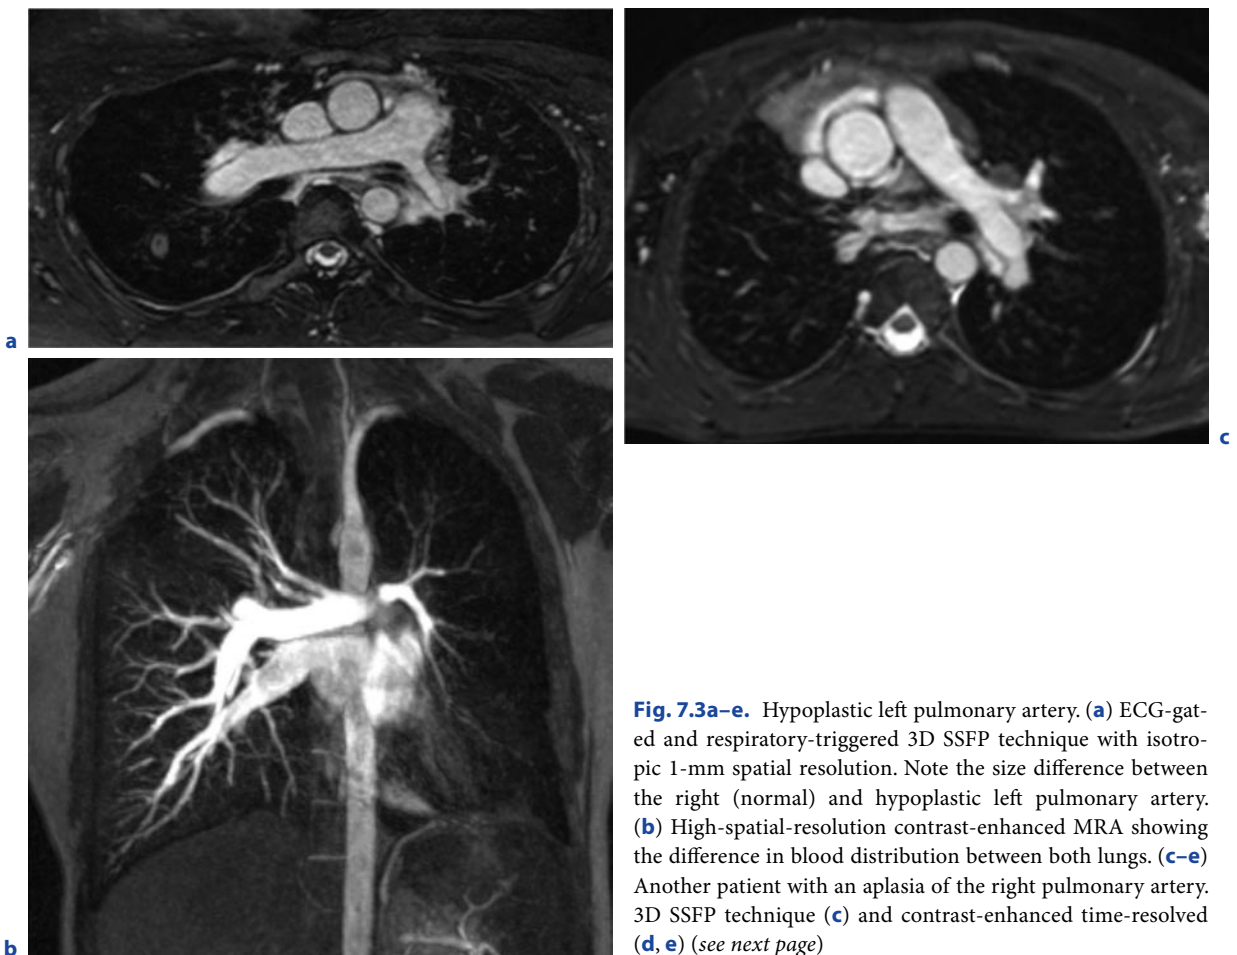 a
c
b
Fig. 7.3a–e. Hypoplastic left pulmonary artery. (a) ECG-gat-
ed and respiratory-triggered 3D SSFP technique with isotro-
pic 1-mm spatial resolution. Note the size difference between
the right (normal) and hypoplastic left pulmonary artery.
(b) High-spatial-resolution contrast-enhanced MRA showing
the difference in blood distribution between both lungs. (c–e)
Another patient with an aplasia of the right pulmonary artery.
3D SSFP technique (c) and contrast-enhanced time-resolved
(d, e) (see next page)